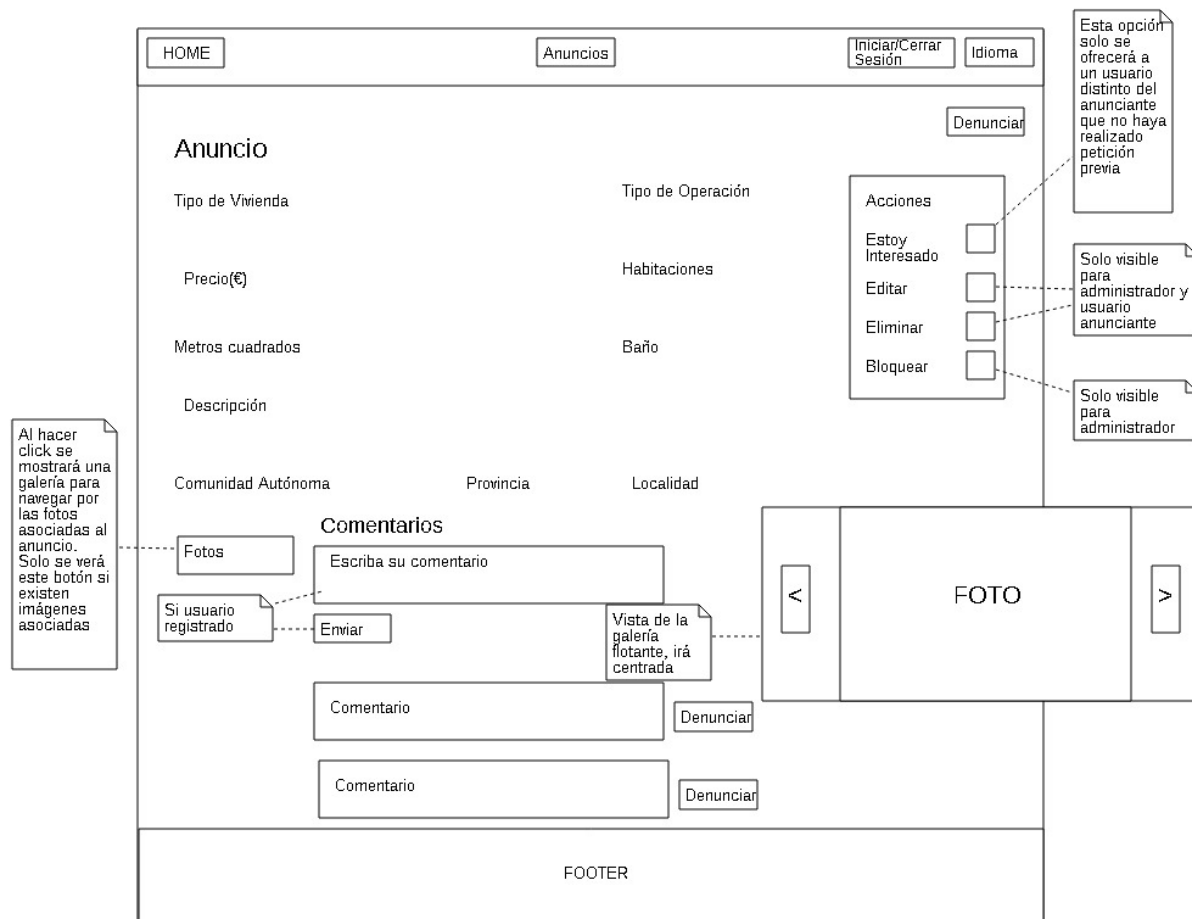 HOME
Anuncios
Iniciar/Cerrar
Sesión
Idioma
Esta opción
solo se
ofrecerá a
un usuario
distinto del
anunciante
que no haya
realizado
petición
previa
Denunciar
Anuncio
Tipo de Vivienda
Tipo de Operación
Acciones
Estoy
Interesado
Editar
Eliminar
Bloquear
Solo visible
para
administrador y
usuario
anunciante
Solo visible
para
administrador
Precio(€)
Habitaciones
Metros cuadrados
Baño
Descripción
Comunidad Autónoma
Provincia
Localidad
Al hacer
click se
mostrará una
galería para
navegar por
las fotos
asociadas al
anuncio.
Solo se verá
este botón si
existen
imágenes
asociadas
Fotos
Comentarios
Escriba su comentario
Si usuario
registrado
Enviar
Vista de la
galería
flotante, irá
centrada
<
FOTO
>
Comentario
Denunciar
Comentario
Denunciar
FOOTER